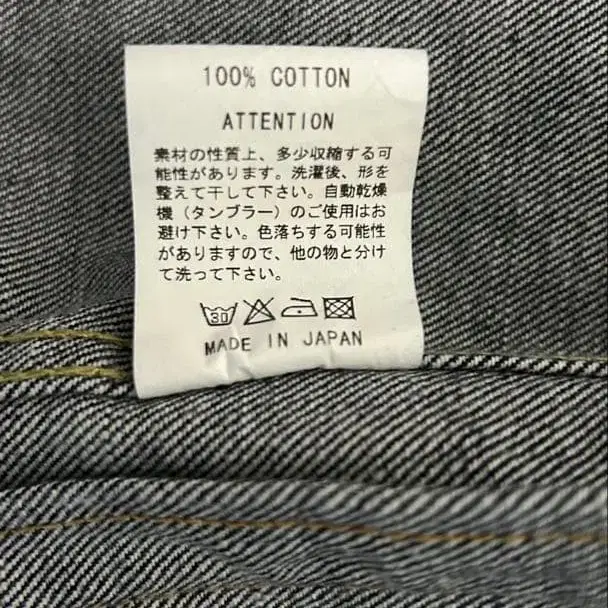 100% COTTON
ATTENTION
素材の性質上、多少収縮する可
能性があります。洗濯後、形を
整えて干して下さい。自動乾燥
機（タンブラー）のご使用はお
避け下さい。色落ちする可能性
がありますので、他の物と分け
て洗って下さい。
30
MADE IN JAPAN